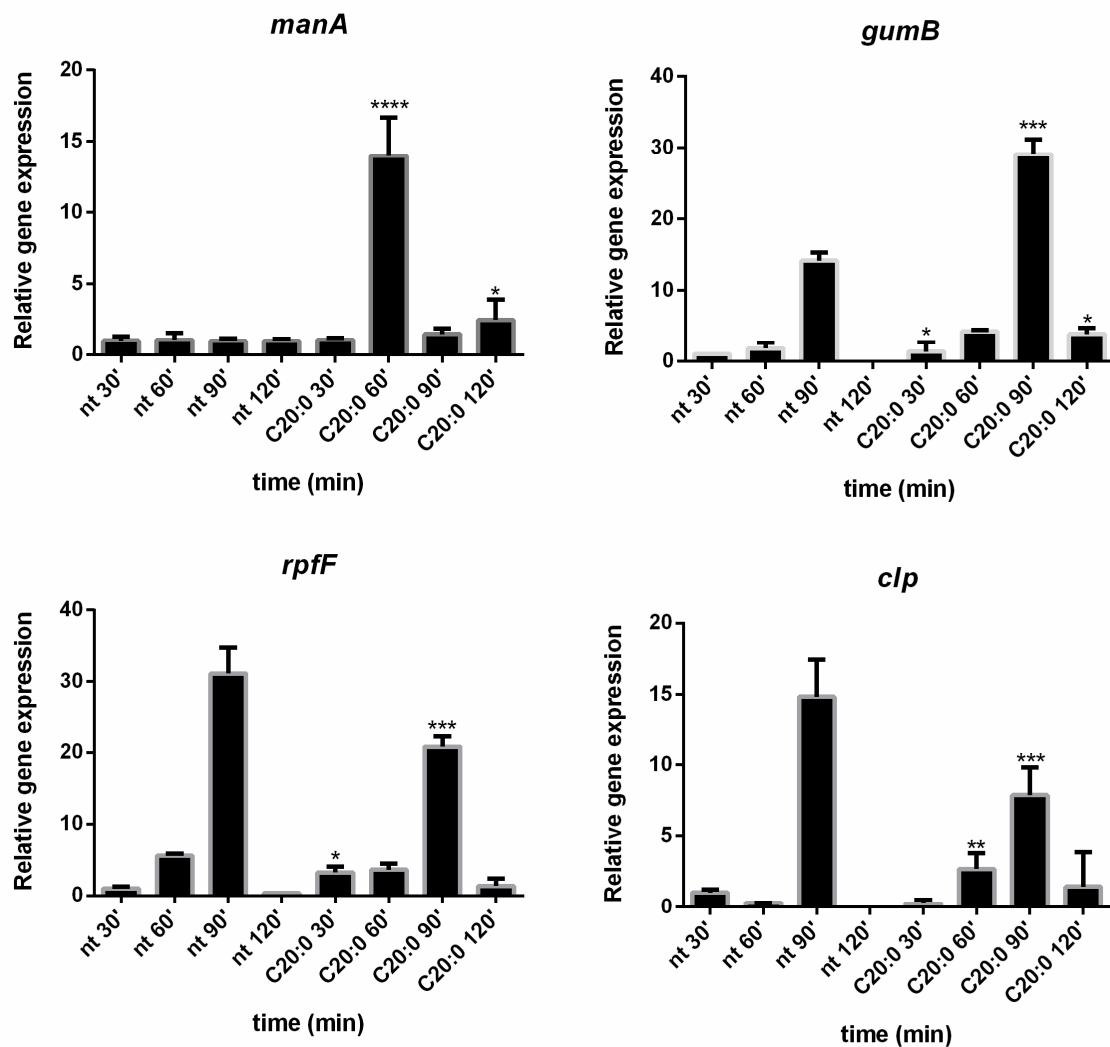 manA
Relative gene expression
20
15
10
5
0
****
*
nt 30'
nt 60'
nt 90'
nt 120'
C20:0 30'
C20:0 60'
C20:0 90'
C20:0 120'
time (min)
gumB
Relative gene expression
40
30
20
10
0
*
***
*
nt 30'
nt 60'
nt 90'
nt 120'
C20:0 30'
C20:0 60'
C20:0 90'
C20:0 120'
time (min)
rpfF
Relative gene expression
40
30
20
10
0
*
***
nt 30'
nt 60'
nt 90'
nt 120'
C20:0 30'
C20:0 60'
C20:0 90'
C20:0 120'
time (min)
clp
Relative gene expression
20
15
10
5
0
**
***
nt 30'
nt 60'
nt 90'
nt 120'
C20:0 30'
C20:0 60'
C20:0 90'
C20:0 120'
time (min)